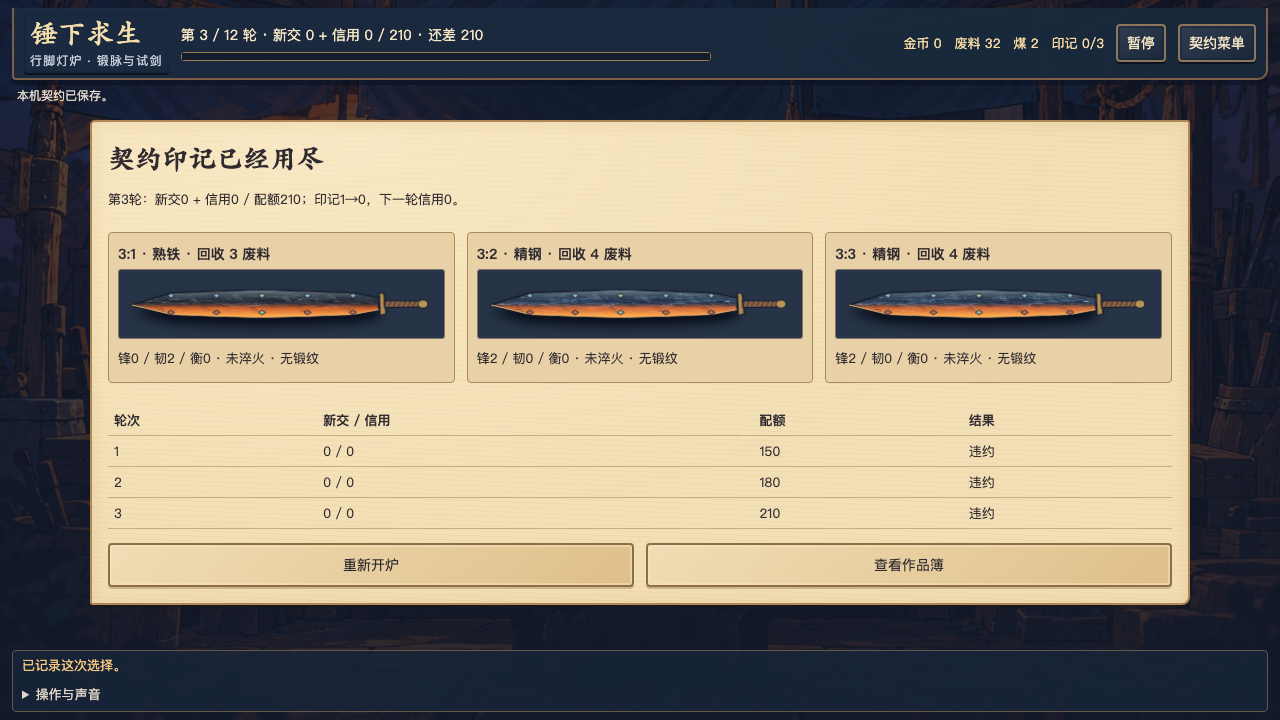 锤下求生
行脚灯炉 · 锻脉与试剑
第 3 / 12 轮 · 新交 0 + 信用 0 / 210 · 还差 210
金币 0 废料 32 煤 2 印记 0/3
暂停
契约菜单
本机契约已保存。
契约印记已经用尽
第3轮：新交0 + 信用0 / 配额210；印记1→0，下一轮信用0。
3:1 · 熟铁 · 回收 3 废料
锋0 / 韧2 / 衡0 · 未淬火 · 无锻纹
3:2 · 精钢 · 回收 4 废料
锋2 / 韧0 / 衡0 · 未淬火 · 无锻纹
3:3 · 精钢 · 回收 4 废料
锋2 / 韧0 / 衡0 · 未淬火 · 无锻纹
轮次 新交 / 信用 配额 结果
1 0 / 0 150 违约
2 0 / 0 180 违约
3 0 / 0 210 违约
重新开炉
查看作品簿
已记录这次选择。
▶ 操作与声音